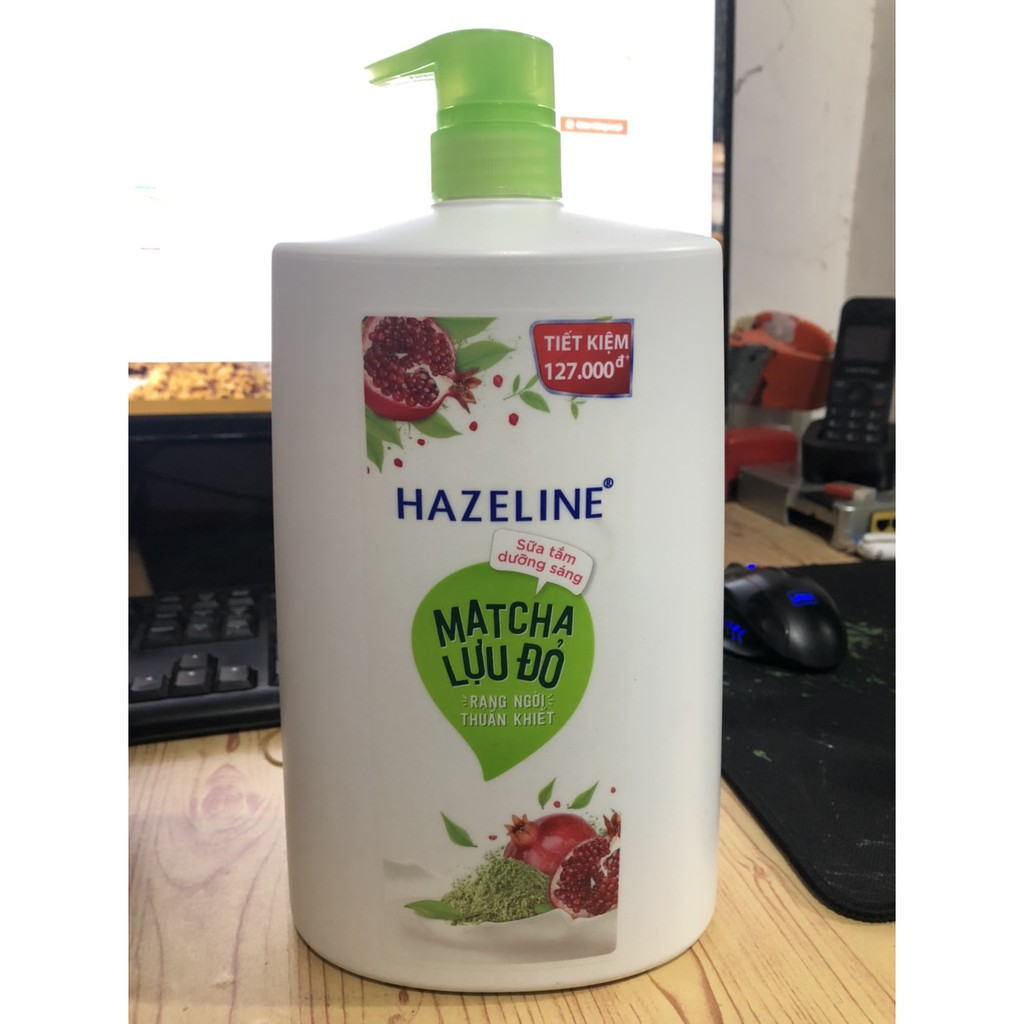 TIẾT KIỆM
127.000đ+
HAZELINE®
Sữa tắm
dưỡng sáng
MATCHA
LỰU ĐỎ
RẠNG NGỜI
THUẦN KHIẾT